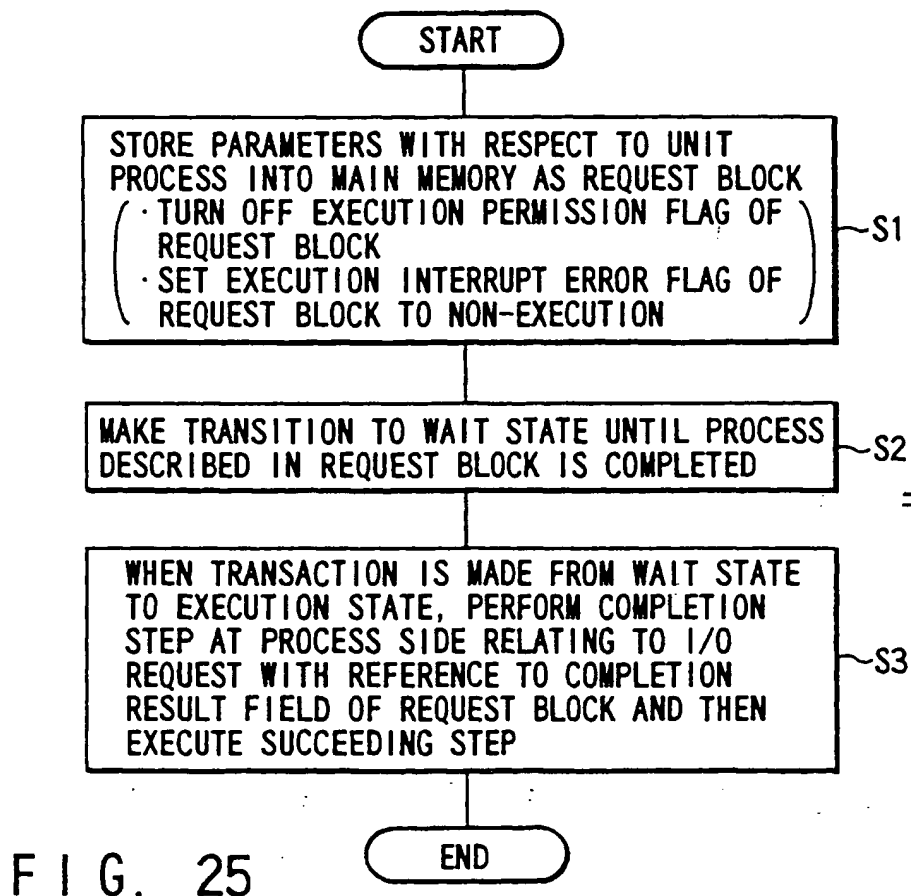 START
STORE PARAMETERS WITH RESPECT TO UNIT
PROCESS INTO MAIN MEMORY AS REQUEST BLOCK
· TURN OFF EXECUTION PERMISSION FLAG OF
REQUEST BLOCK
· SET EXECUTION INTERRUPT ERROR FLAG OF
REQUEST BLOCK TO NON-EXECUTION
S1
MAKE TRANSITION TO WAIT STATE UNTIL PROCESS
DESCRIBED IN REQUEST BLOCK IS COMPLETED
S2
WHEN TRANSACTION IS MADE FROM WAIT STATE
TO EXECUTION STATE, PERFORM COMPLETION
STEP AT PROCESS SIDE RELATING TO I/O
REQUEST WITH REFERENCE TO COMPLETION
RESULT FIELD OF REQUEST BLOCK AND THEN
EXECUTE SUCCEEDING STEP
S3
END
FIG. 25